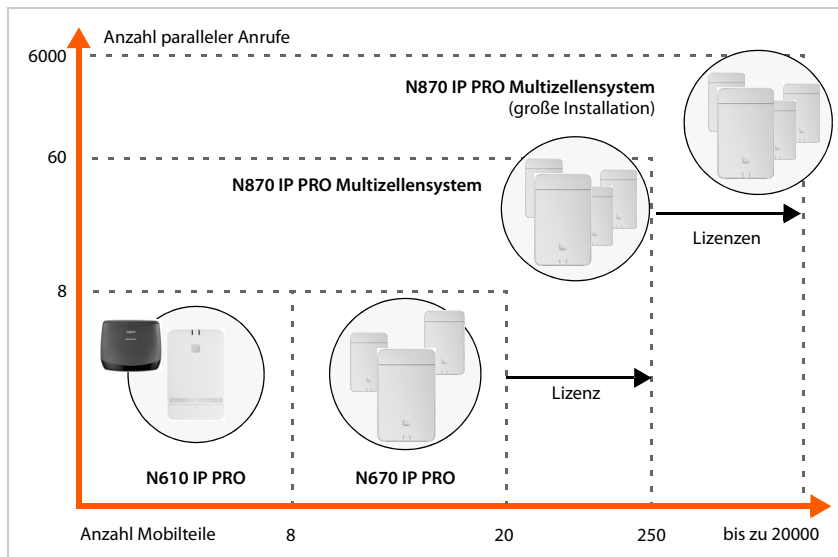 Anzahl paralleler Anrufe
6000
N870 IP PRO Multizellensystem
(große Installation)
60
N870 IP PRO Multizellensystem
Lizenzen
8
Lizenz
N610 IP PRO
N670 IP PRO
Anzahl Mobilteile
8
20
250
bis zu 20000